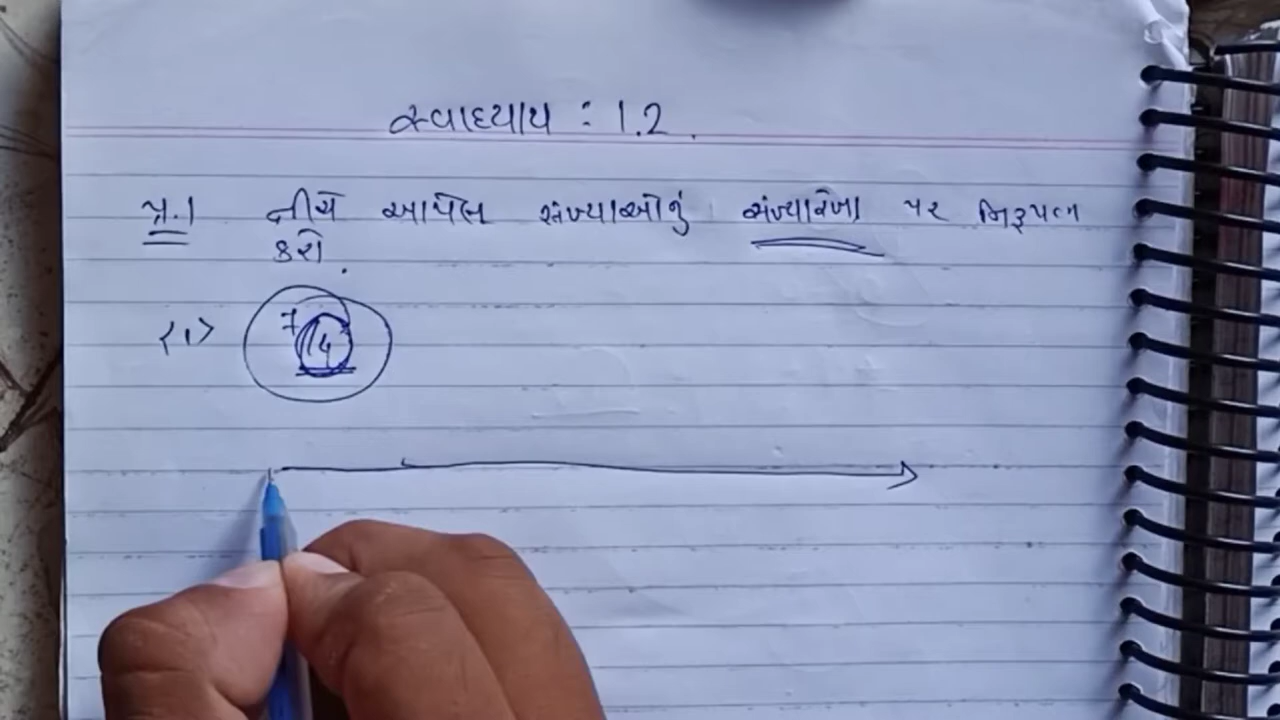 સ્વાધ્યાય : 1.2.
પ્ર.1 નીચે આપેલ સંખ્યાઓનું સંખ્યારેખા પર નિરૂપણ
કરો.
<1> 7/4